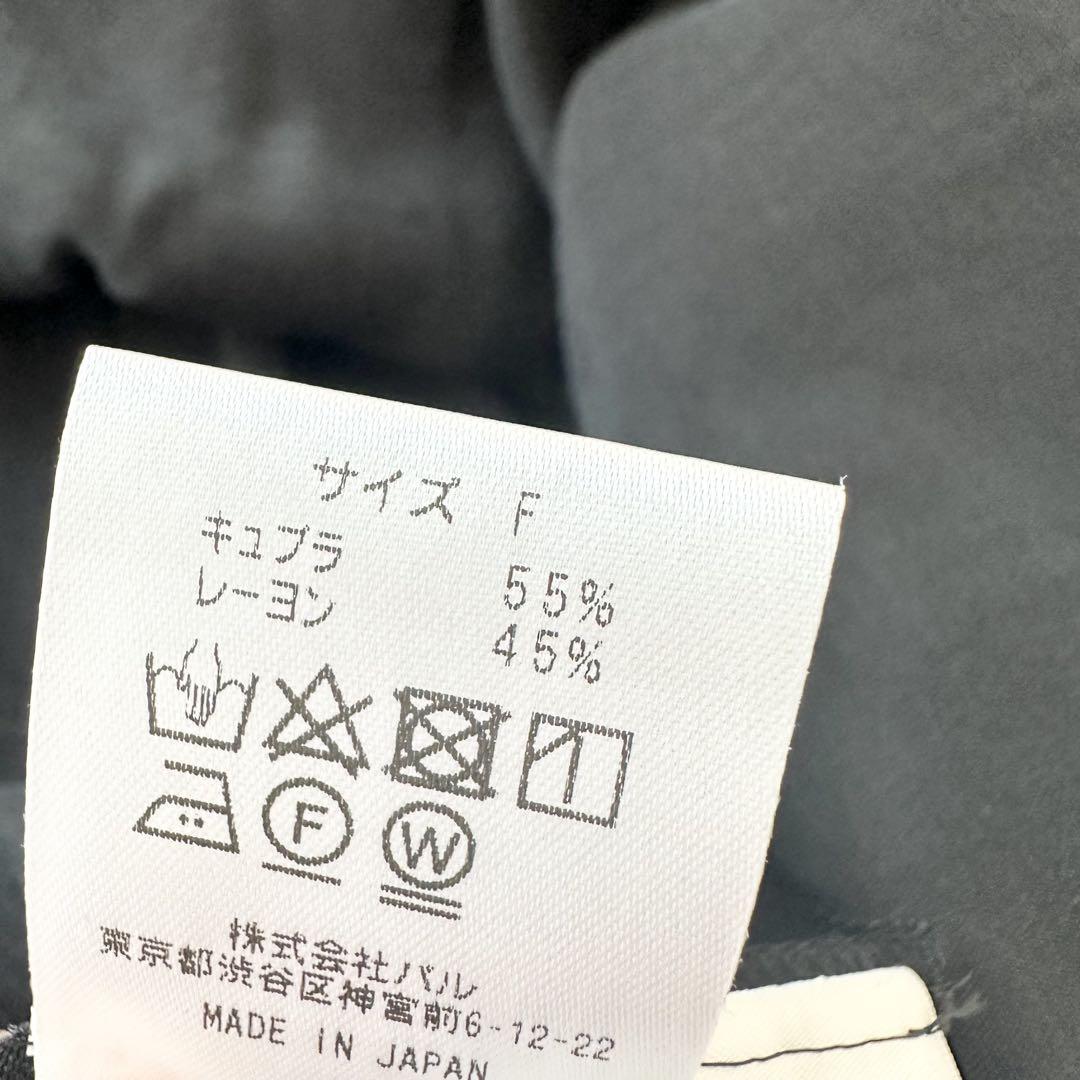 サイズ F
キュプラ 55%
レーヨン 45%
F W
株式会社パル
東京都渋谷区神宮前6-12-22
MADE IN JAPAN